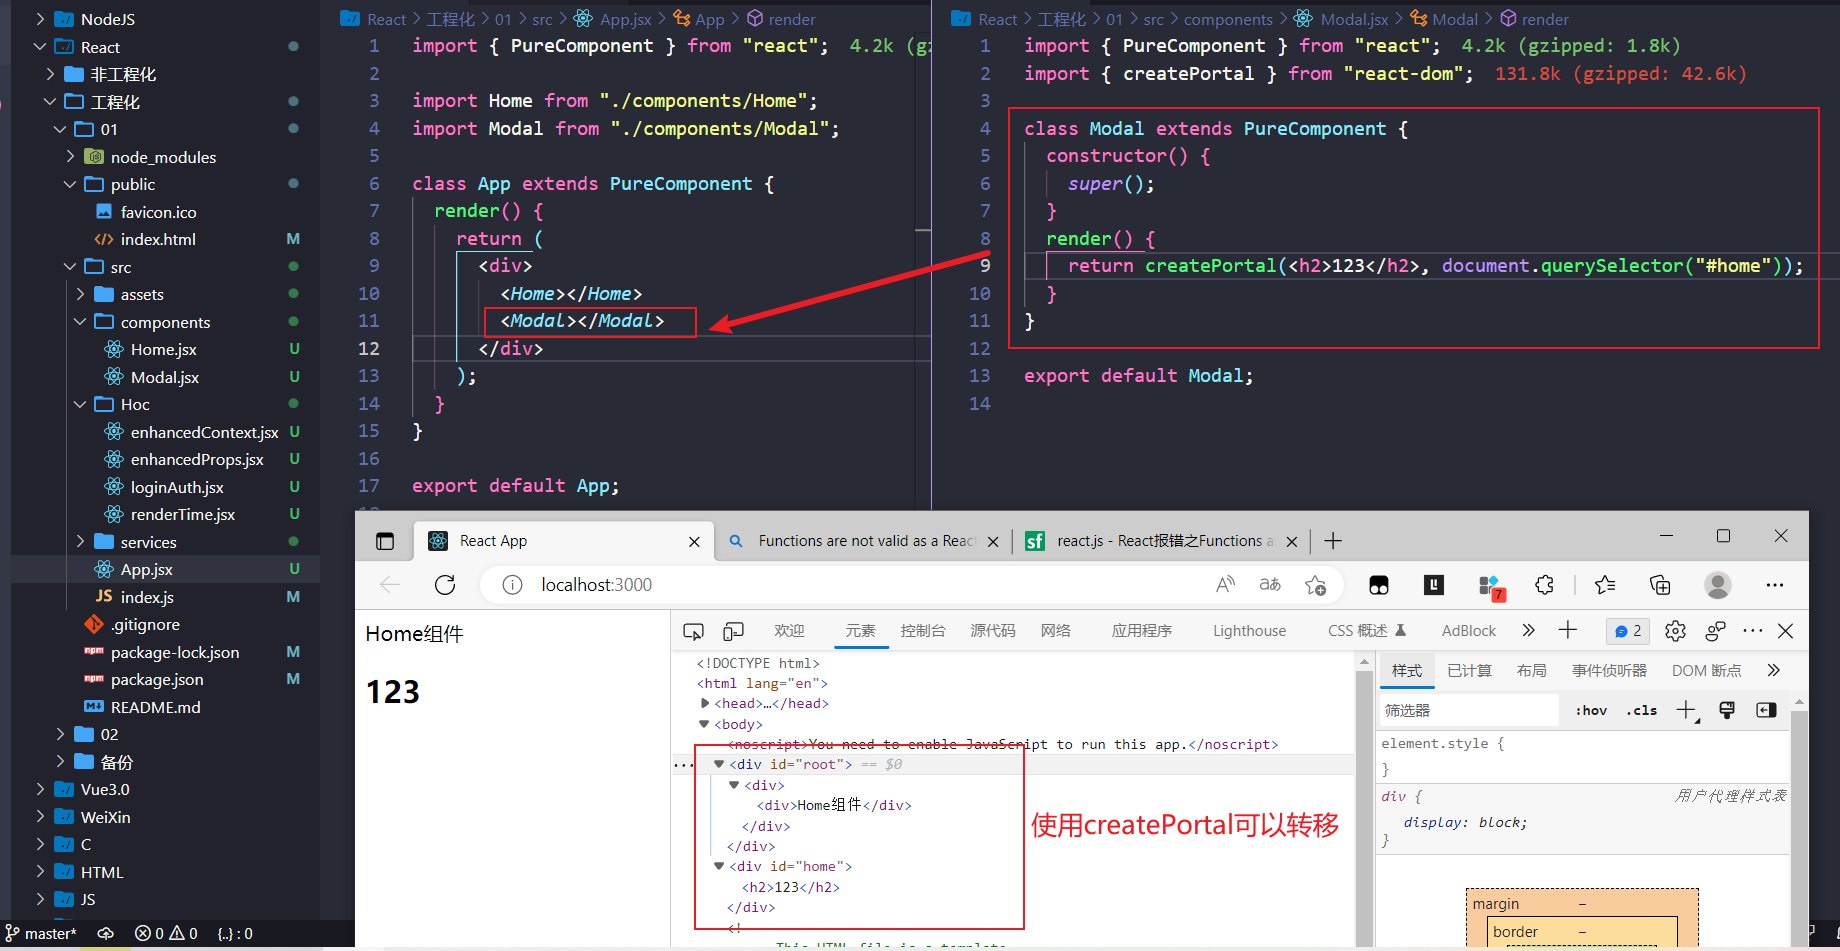 NodeJS
React
非工程化
工程化
01
node_modules
public
favicon.ico
index.html M
src
assets
components
Home.jsx U
Modal.jsx U
Hoc
enhancedContext.jsx U
enhancedProps.jsx U
loginAuth.jsx U
renderTime.jsx U
services
App.jsx U
JS index.js M
.gitignore
npm package-lock.json M
npm package.json M
README.md
02
备份
Vue3.0
WeiXin
C
HTML
JS
master* 0 0 {..} : 0
React > 工程化 > 01 > src > App.jsx > App > render
1 import { PureComponent } from "react"; 4.2k (gz
2
3 import Home from "./components/Home";
4 import Modal from "./components/Modal";
5
6 class App extends PureComponent {
7 render() {
8 return (
9 <div>
10 <Home></Home>
11 <Modal></Modal>
12 </div>
13 );
14 }
15 }
16
17 export default App;
React > 工程化 > 01 > src > components > Modal.jsx > Modal > render
1 import { PureComponent } from "react"; 4.2k (gzipped: 1.8k)
2 import { createPortal } from "react-dom"; 131.8k (gzipped: 42.6k)
3
4 class Modal extends PureComponent {
5 constructor() {
6 super();
7 }
8 render() {
9 return createPortal(<h2>123</h2>, document.querySelector("#home"));
10 }
11 }
12
13 export default Modal;
14
React App
Functions are not valid as a Reac
sf react.js - React报错之Functions a
localhost:3000
7
Home组件
123
欢迎 元素 控制台 源代码 网络 应用程序 Lighthouse CSS 概述 AdBlock 2
<!DOCTYPE html>
<html lang="en">
<head>…</head>
<body>
<noscript>You need to enable JavaScript to run this app.</noscript>
<div id="root"> == $0
<div>
<div>Home组件</div>
</div>
</div>
<div id="home">
<h2>123</h2>
</div>
<!--
This HTML file is a template
使用createPortal可以转移
样式 已计算 布局 事件侦听器 DOM 断点
筛选器 :hov .cls
element.style {
}
div { 用户代理样式表
display: block;
}
margin –
border –